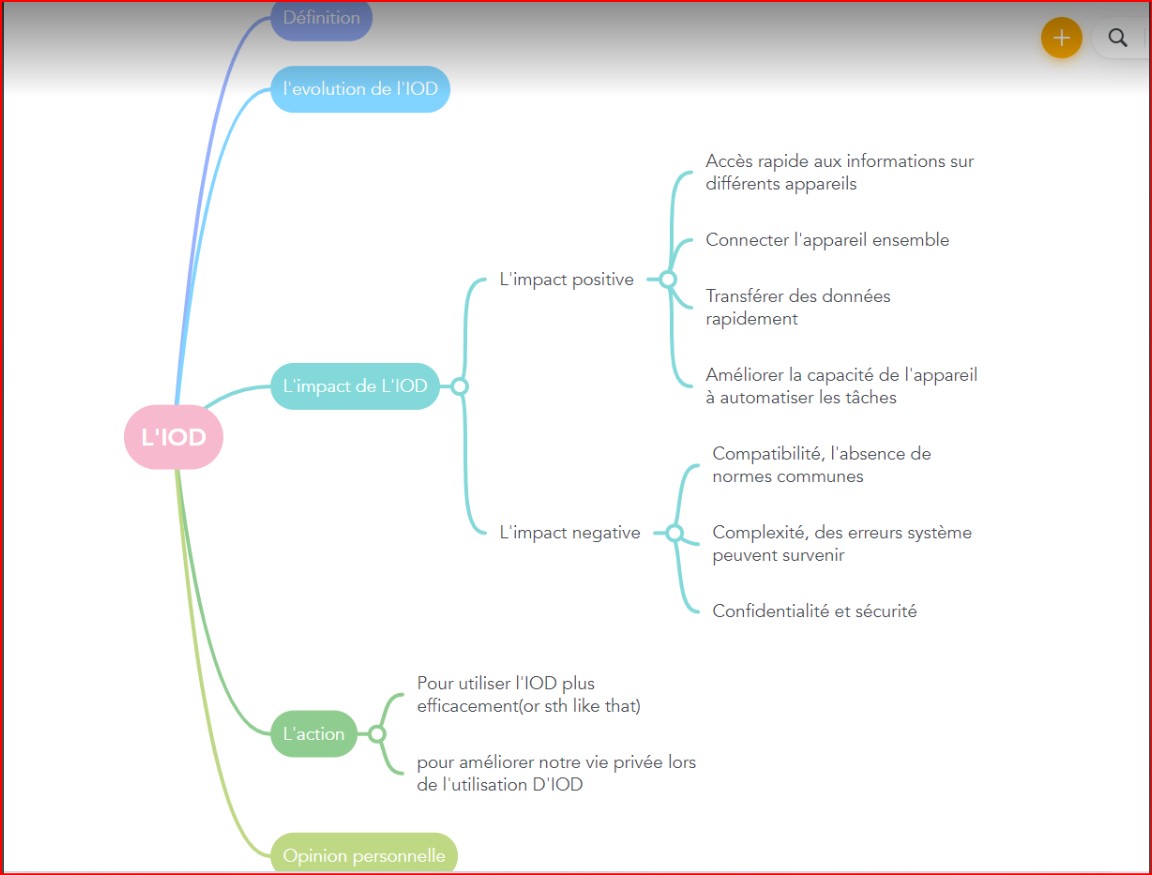 Définition
l'evolution de l'IOD
Accès rapide aux informations sur
différents appareils
Connecter l'appareil ensemble
L'impact positive
Transférer des données
rapidement
Améliorer la capacité de l'appareil
à automatiser les tâches
L'impact de L'IOD
L'IOD
Compatibilité, l'absence de
normes communes
L'impact negative
Complexité, des erreurs système
peuvent survenir
Confidentialité et sécurité
Pour utiliser l'IOD plus
efficacement(or sth like that)
L'action
pour améliorer notre vie privée lors
de l'utilisation D'IOD
Opinion personnelle